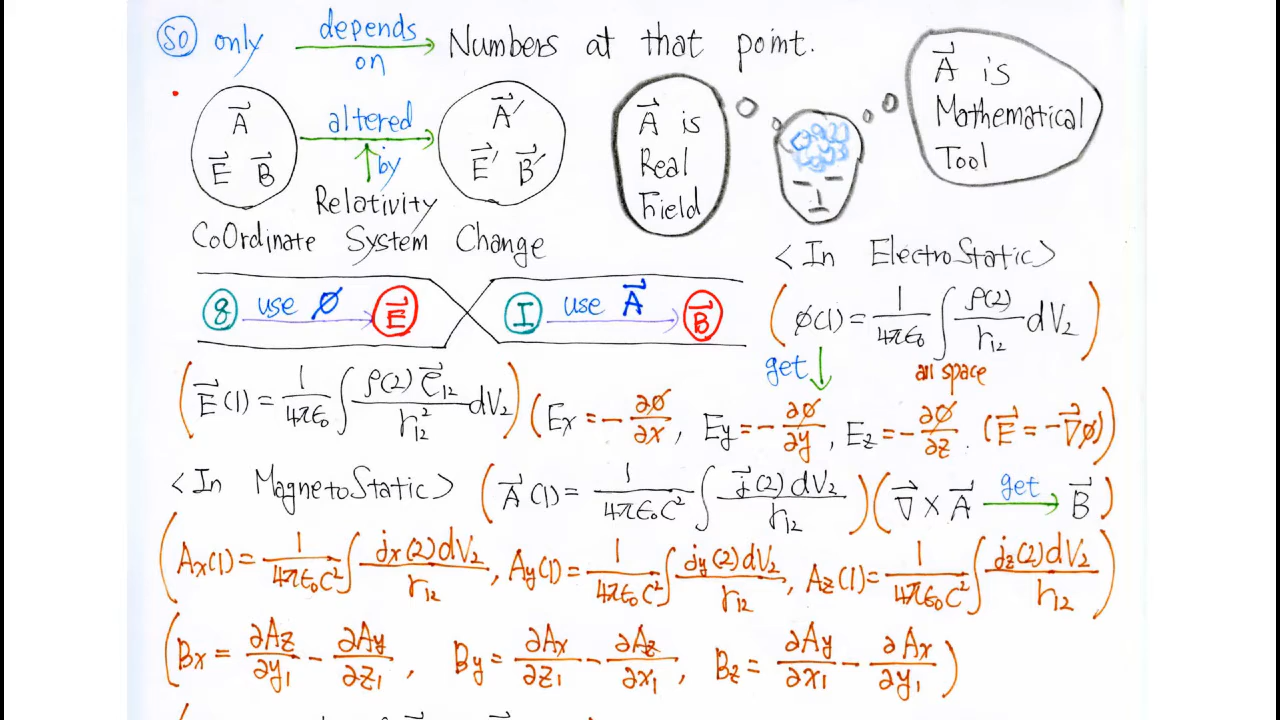 So only depends on → Numbers at that point.
A⃗ E⃗ B⃗ altered by → A⃗′ E⃗′ B⃗′
Relativity
CoOrdinate System Change
A⃗ is
Real
Field
A⃗ is
Mathematical
Tool
q use ø → E⃗
I use A⃗ → B⃗
<In ElectroStatic>
(ø(1) = 1/4πε₀ ∫ ρ(2)/r₁₂ dV₂)
all space
get ↓
(E⃗(1) = 1/4πε₀ ∫ ρ(2) e⃗₁₂/r₁₂² dV₂) (Ex = -∂ø/∂x, Ey = -∂ø/∂y, Ez = -∂ø/∂z. (E⃗ = -∇⃗ø))
<In MagnetoStatic> (A⃗(1) = 1/4πε₀c² ∫ j⃗(2) dV₂/r₁₂) (∇⃗ × A⃗ get → B⃗)
(Ax(1) = 1/4πε₀c² ∫ jx(2) dV₂/r₁₂, Ay(1) = 1/4πε₀c² ∫ jy(2) dV₂/r₁₂, Az(1) = 1/4πε₀c² ∫ jz(2) dV₂/r₁₂)
(Bx = ∂Az/∂y₁ - ∂Ay/∂z₁, By = ∂Ax/∂z₁ - ∂Az/∂x₁, Bz = ∂Ay/∂x₁ - ∂Ax/∂y₁)